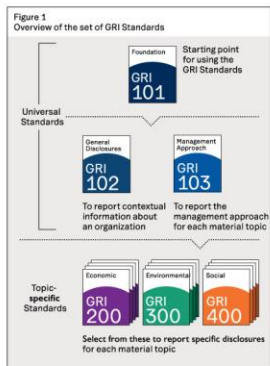 Figure 1
Overview of the set of GRI Standards
Foundation
GRI
101
Starting point
for using the
GRI Standards
Universal
Standards
General
Disclosures
GRI
102
Management
Approach
GRI
103
To report contextual
information about
an organization
To report the
management approach
for each material topic
Topic-
specific
Standards
Economic
GRI
200
Environmental
GRI
300
Social
GRI
400
Select from these to report specific disclosures
for each material topic